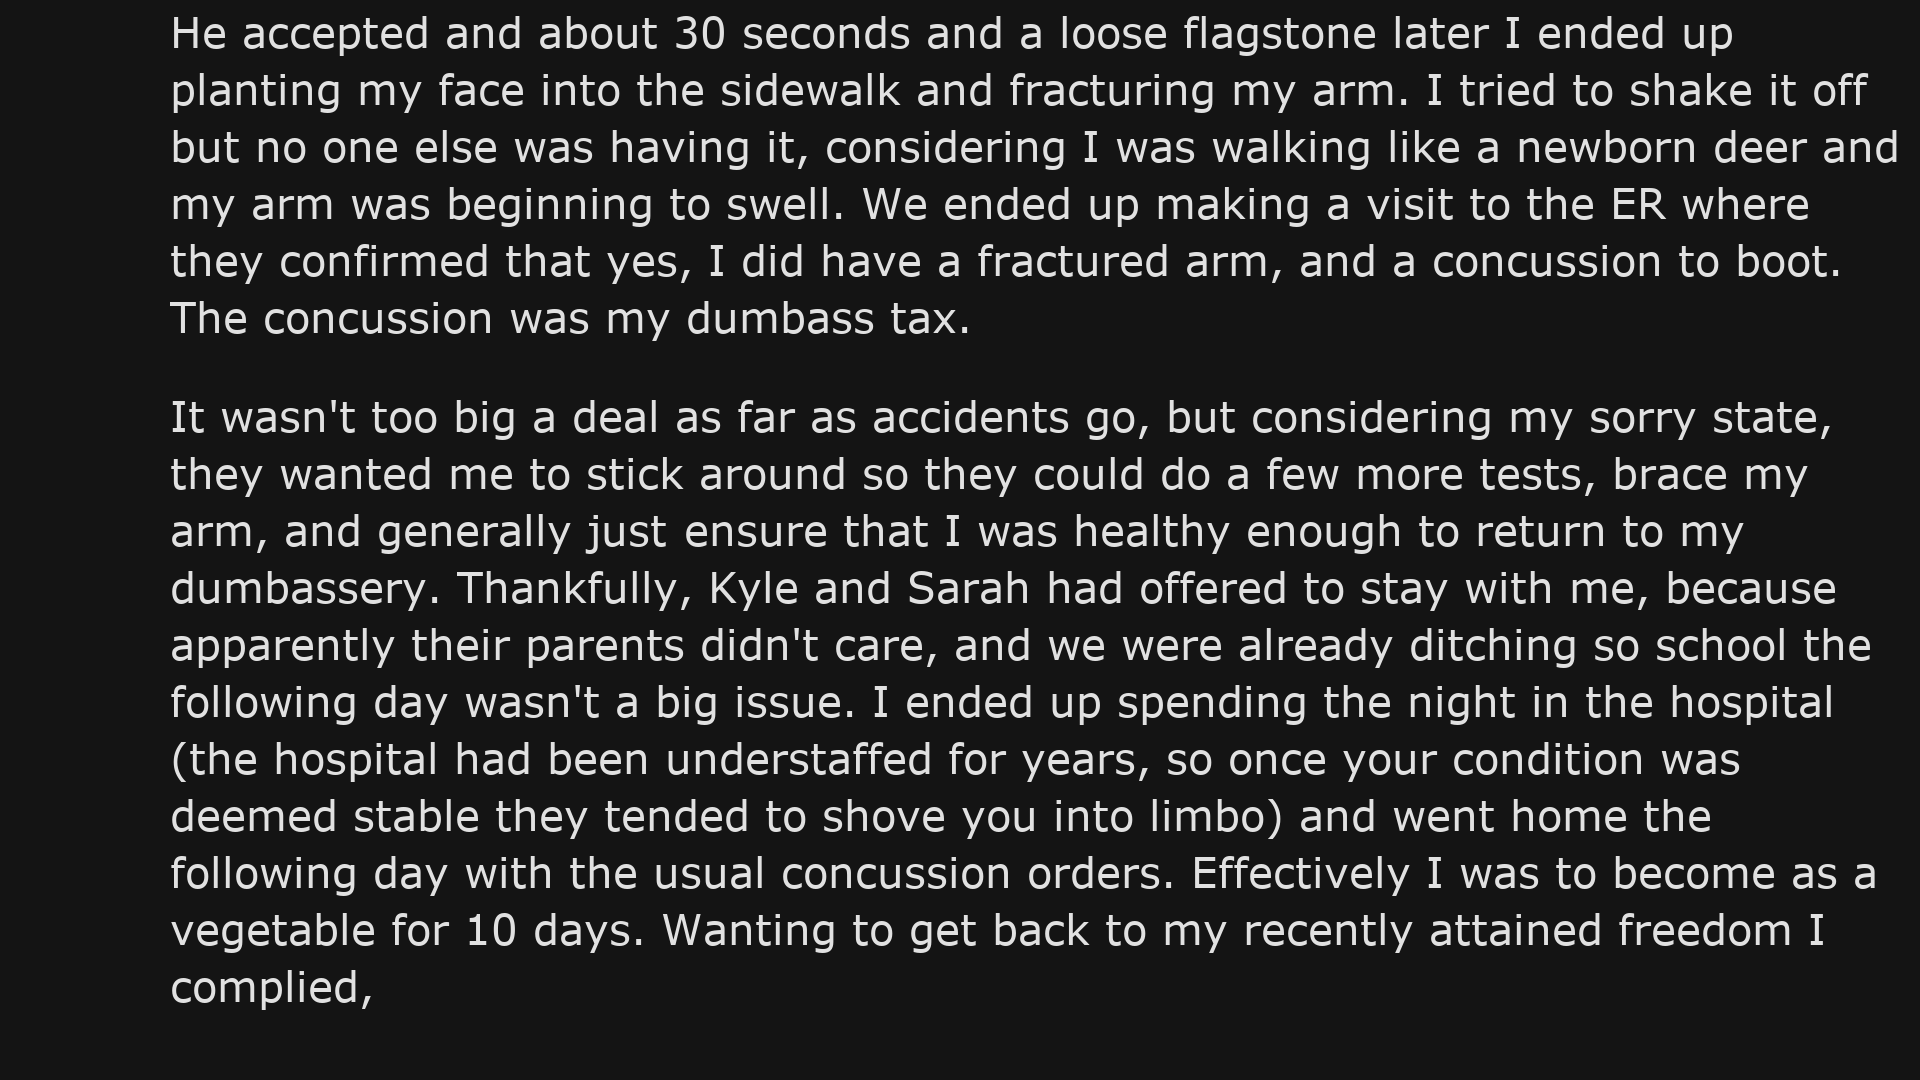 He accepted and about 30 seconds and a loose flagstone later I ended up
planting my face into the sidewalk and fracturing my arm. I tried to shake it off
but no one else was having it, considering I was walking like a newborn deer and
my arm was beginning to swell. We ended up making a visit to the ER where
they confirmed that yes, I did have a fractured arm, and a concussion to boot.
The concussion was my dumbass tax.
It wasn't too big a deal as far as accidents go, but considering my sorry state,
they wanted me to stick around so they could do a few more tests, brace my
arm, and generally just ensure that I was healthy enough to return to my
dumbassery. Thankfully, Kyle and Sarah had offered to stay with me, because
apparently their parents didn't care, and we were already ditching so school the
following day wasn't a big issue. I ended up spending the night in the hospital
(the hospital had been understaffed for years, so once your condition was
deemed stable they tended to shove you into limbo) and went home the
following day with the usual concussion orders. Effectively I was to become as a
vegetable for 10 days. Wanting to get back to my recently attained freedom I
complied,